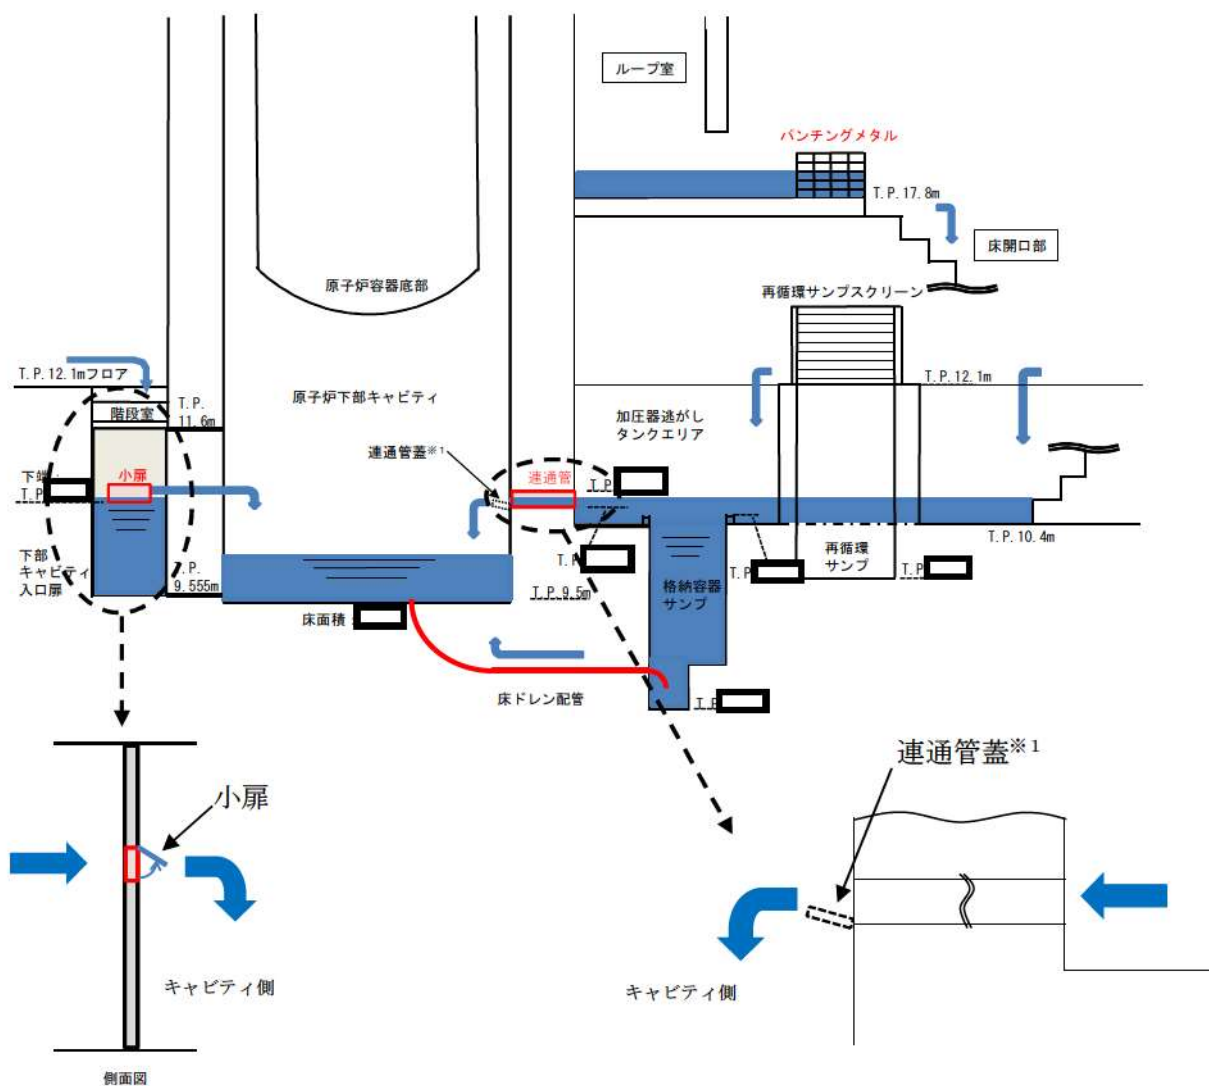 ループ室
パンチングメタル
T.P.17.8m
床開口部
原子炉容器底部
再循環サンプスクリーン
T.P.12.1mフロア
T.P.12.1m
階段室
T.P.
11.6m
原子炉下部キャビティ
加圧器逃がし
タンクエリア
連通管蓋※1
連通管
下端:
T.P
小扉
T.P
下部
キャビティ
入口扉
T.P.
9.555m
T.P
T.P
T.P
T.P.10.4m
再循環
サンプ
格納容器
サンプ
T.P.9.5m
床面積:
床ドレン配管
T.P
連通管蓋※1
小扉
キャビティ側
キャビティ側
側面図